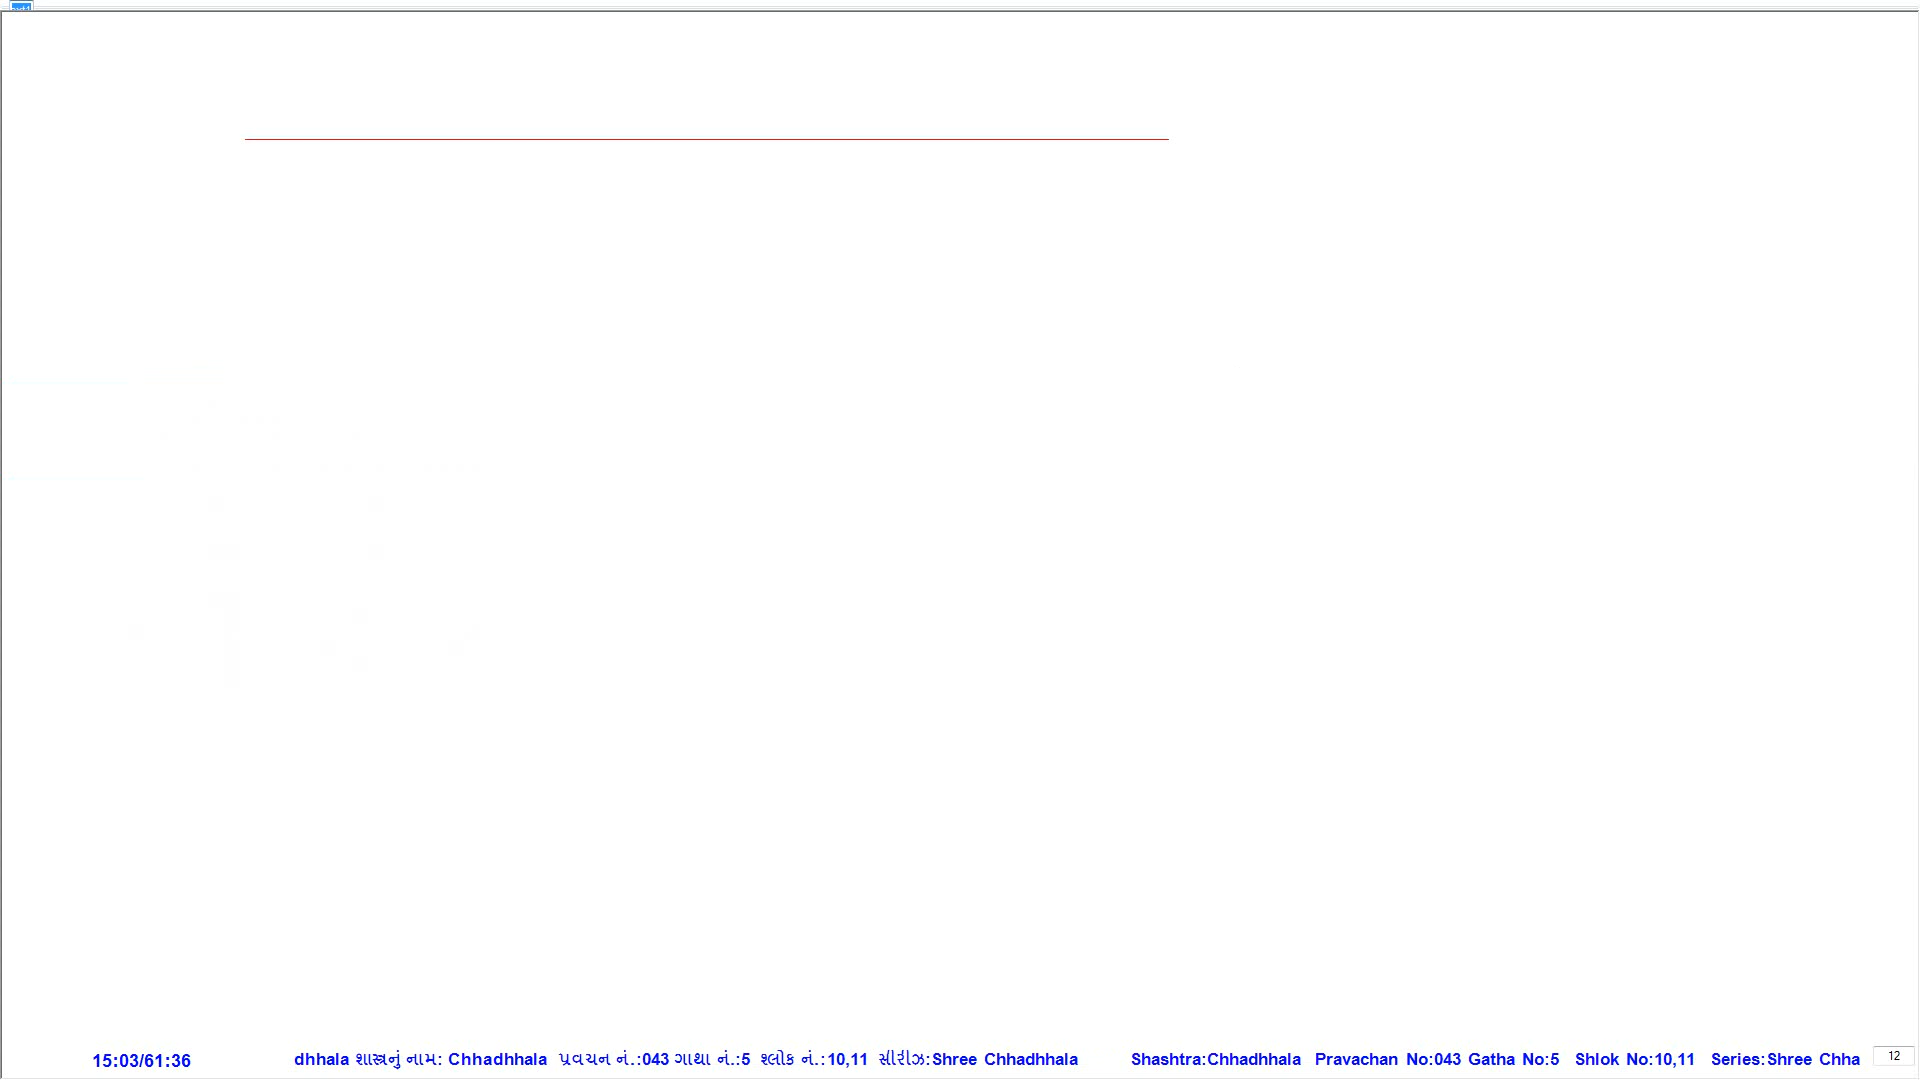 15:03/61:36 dhhala શાસ્ત્રનું નામ: Chhadhhala પ્રવચન નં.:043 ગાથા નં.:5 શ્લોક નં.:10,11 સીરીઝ:Shree Chhadhhala Shashtra:Chhadhhala Pravachan No:043 Gatha No:5 Shlok No:10,11 Series:Shree Chha 12